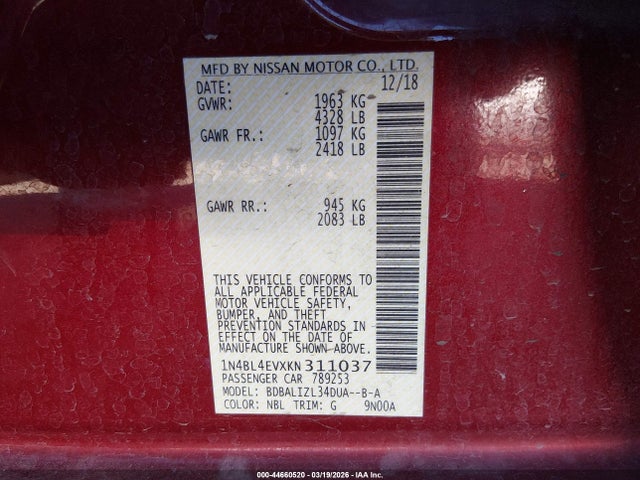 MFD BY NISSAN MOTOR CO., LTD.
DATE: 12/18
GVWR: 1963 KG
4328 LB
GAWR FR.: 1097 KG
2418 LB
GAWR RR.: 945 KG
2083 LB
THIS VEHICLE CONFORMS TO
ALL APPLICABLE FEDERAL
MOTOR VEHICLE SAFETY,
BUMPER, AND THEFT
PREVENTION STANDARDS IN
EFFECT ON THE DATE OF
MANUFACTURE SHOWN ABOVE.
1N4BL4EVXKN311037
PASSENGER CAR 789253
MODEL: BDBALIZL34DUA--B-A
COLOR: NBL TRIM: G 9N00A
000-44660520 | 03/19/2026 | IAA Inc.